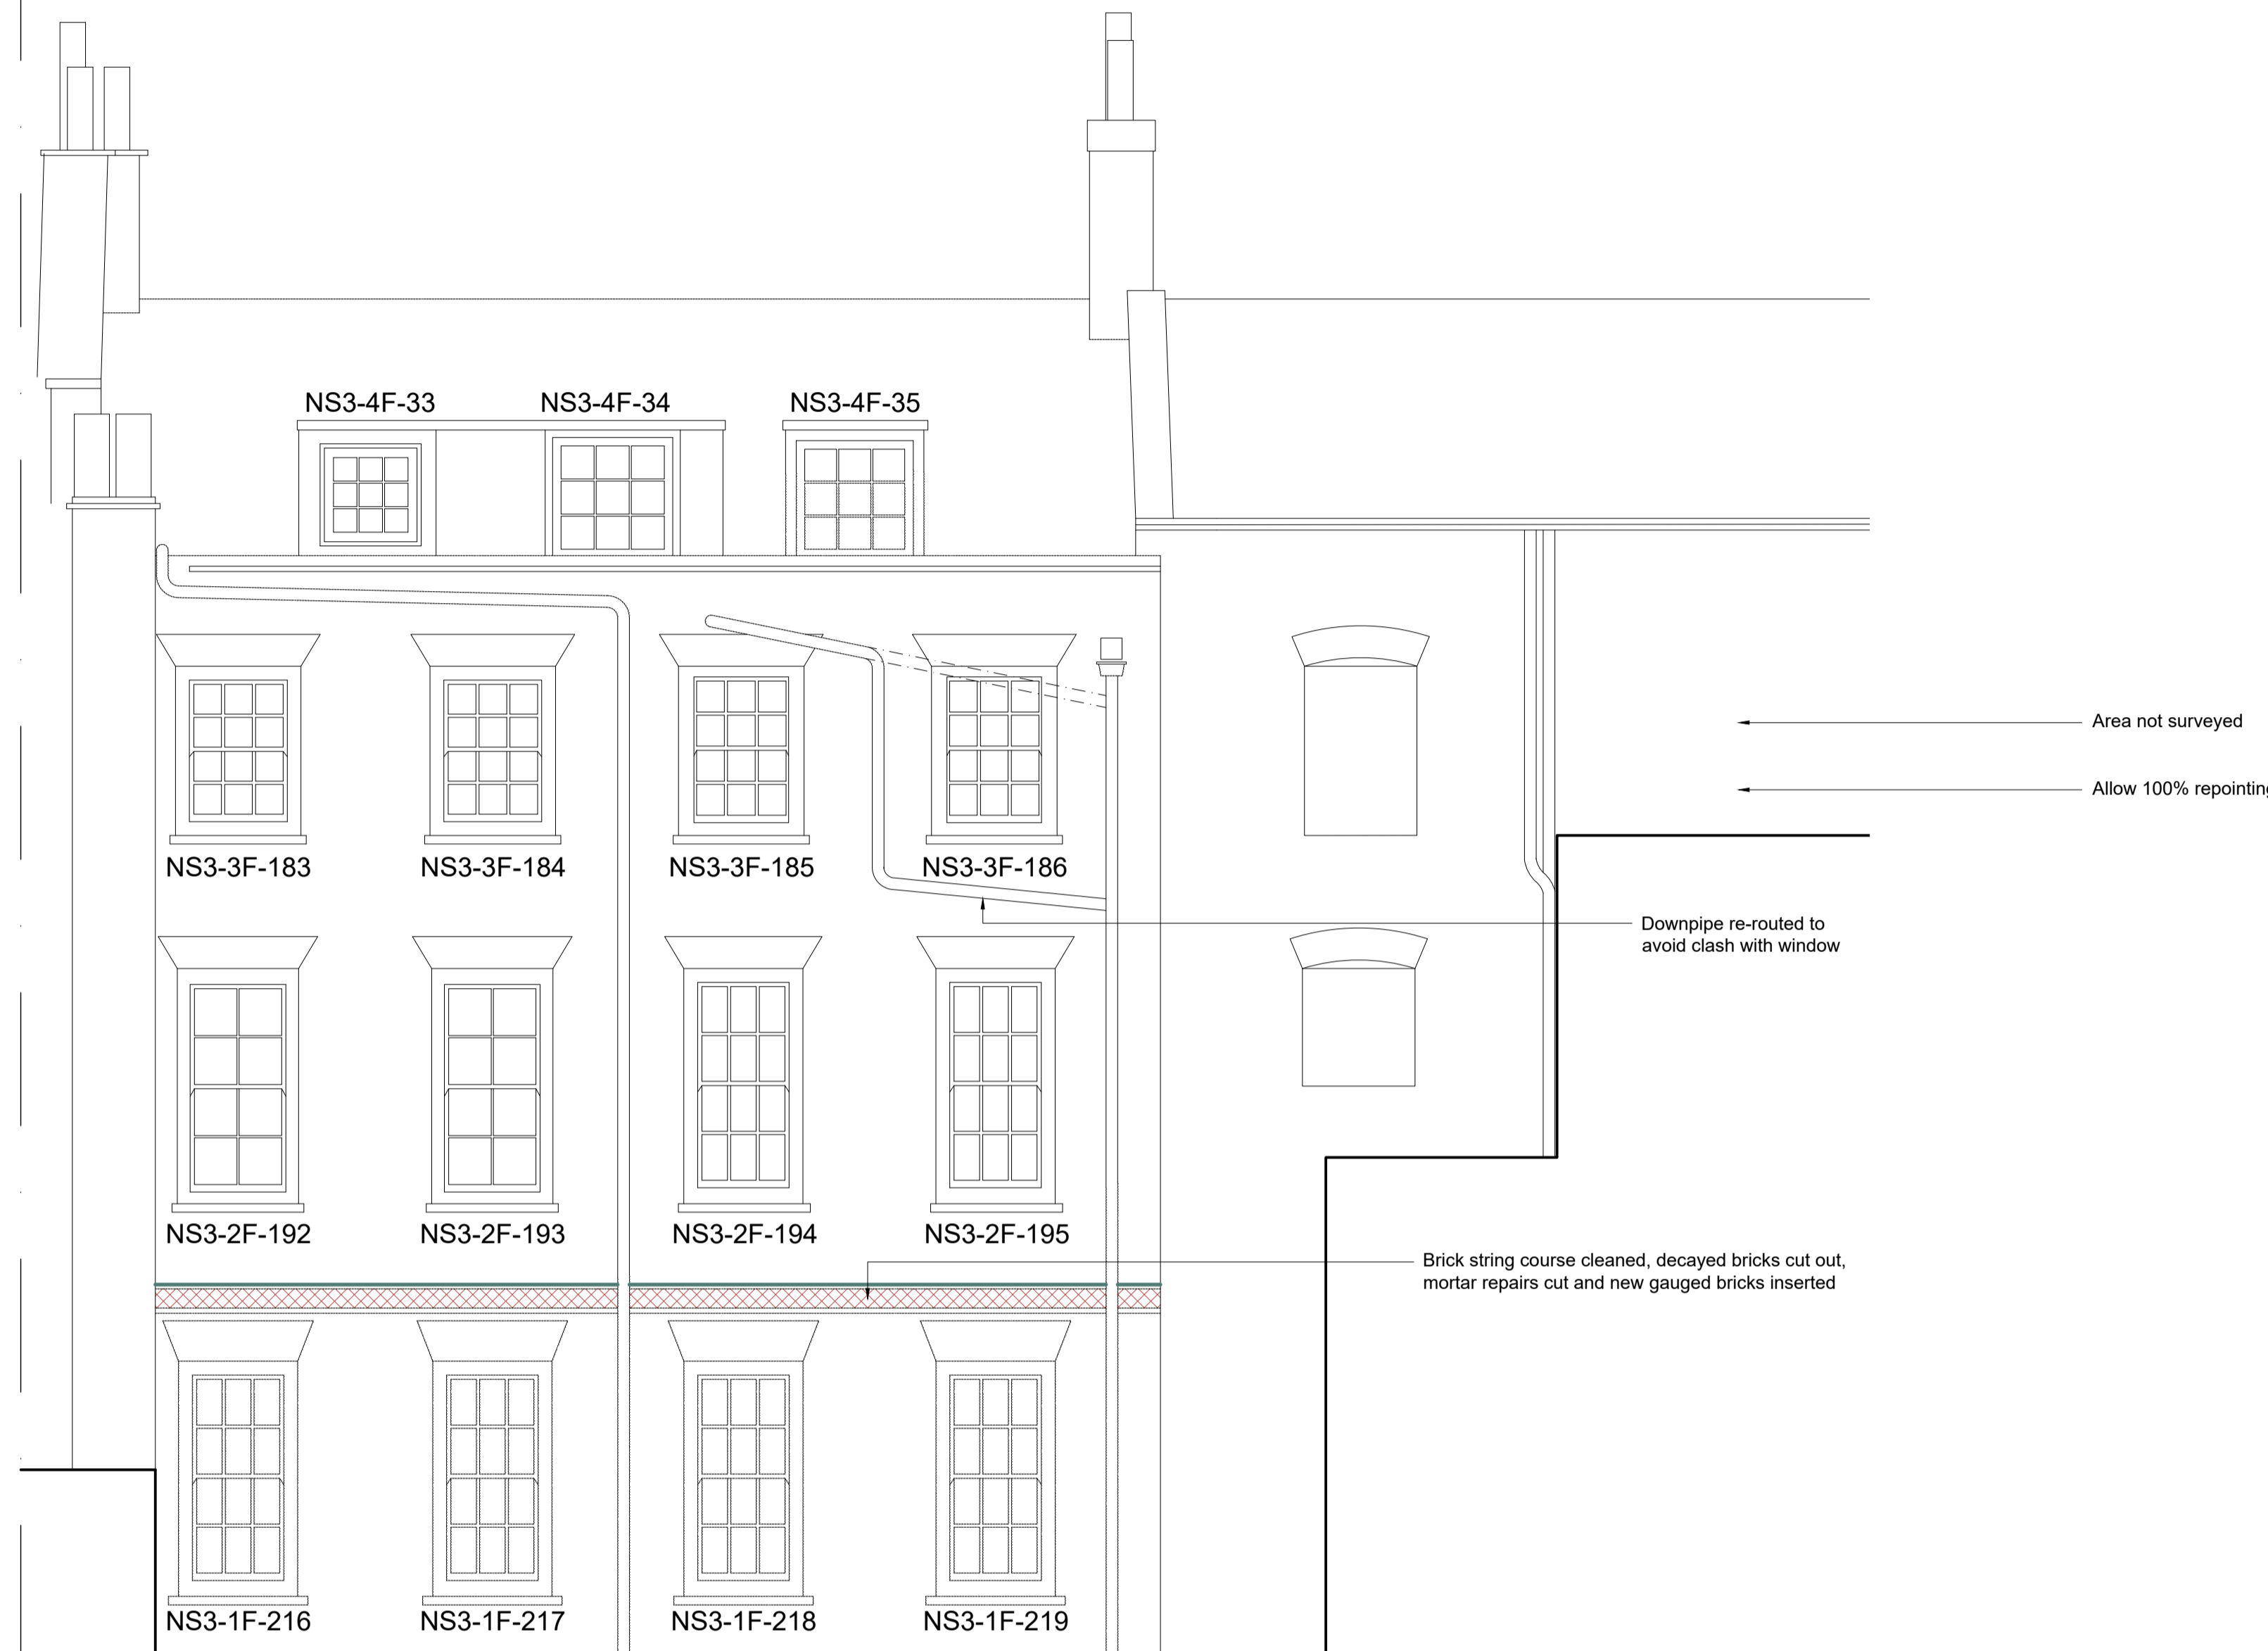 NS3-4F-33
NS3-4F-34
NS3-4F-35
Area not surveyed
Allow 100% repointing
NS3-3F-183
NS3-3F-184
NS3-3F-185
NS3-3F-186
Downpipe re-routed to
avoid clash with window
NS3-2F-192
NS3-2F-193
NS3-2F-194
NS3-2F-195
Brick string course cleaned, decayed bricks cut out,
mortar repairs cut and new gauged bricks inserted
NS3-1F-216
NS3-1F-217
NS3-1F-218
NS3-1F-219